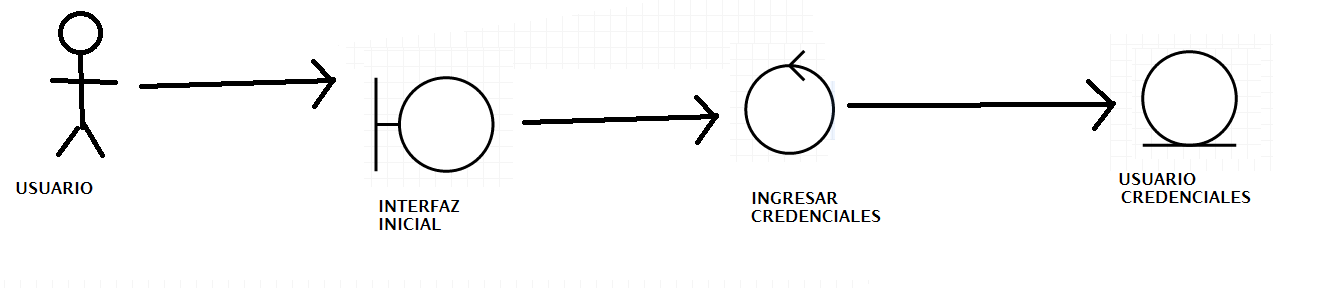 USUARIO
INTERFAZ
INICIAL
INGRESAR
CREDENCIALES
USUARIO
CREDENCIALES